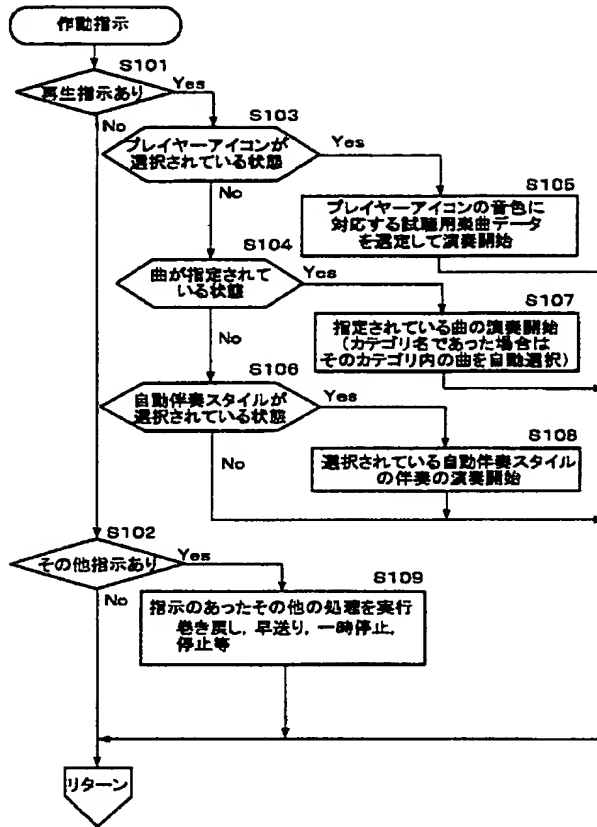 作動指示
S101
再生指示あり
Yes
No
S103
プレイヤーアイコンが
選択されている状態
Yes
No
S105
プレイヤーアイコンの音色に
対応する試聴用楽曲データ
を選定して演奏開始
S104
曲が指定されて
いる状態
Yes
No
S107
指定されている曲の演奏開始
(カテゴリ名であった場合は
そのカテゴリ内の曲を自動選択)
S106
自動伴奏スタイルが
選択されている状態
Yes
No
S108
選択されている自動伴奏スタイル
の伴奏の演奏開始
S102
その他指示あり
Yes
No
S109
指示のあったその他の処理を実行
巻き戻し, 早送り, 一時停止,
停止等
リターン